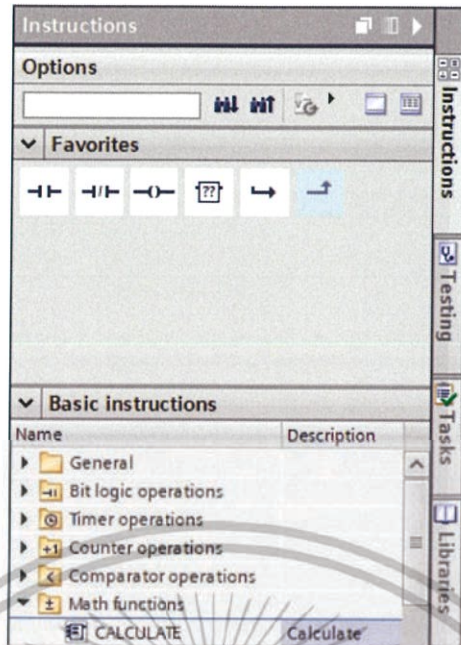 Instructions
Options
Favorites
??
Basic instructions
Name Description
General
Bit logic operations
Timer operations
Counter operations
Comparator operations
Math functions
CALCULATE Calculate
Instructions
Testing
Tasks
Libraries